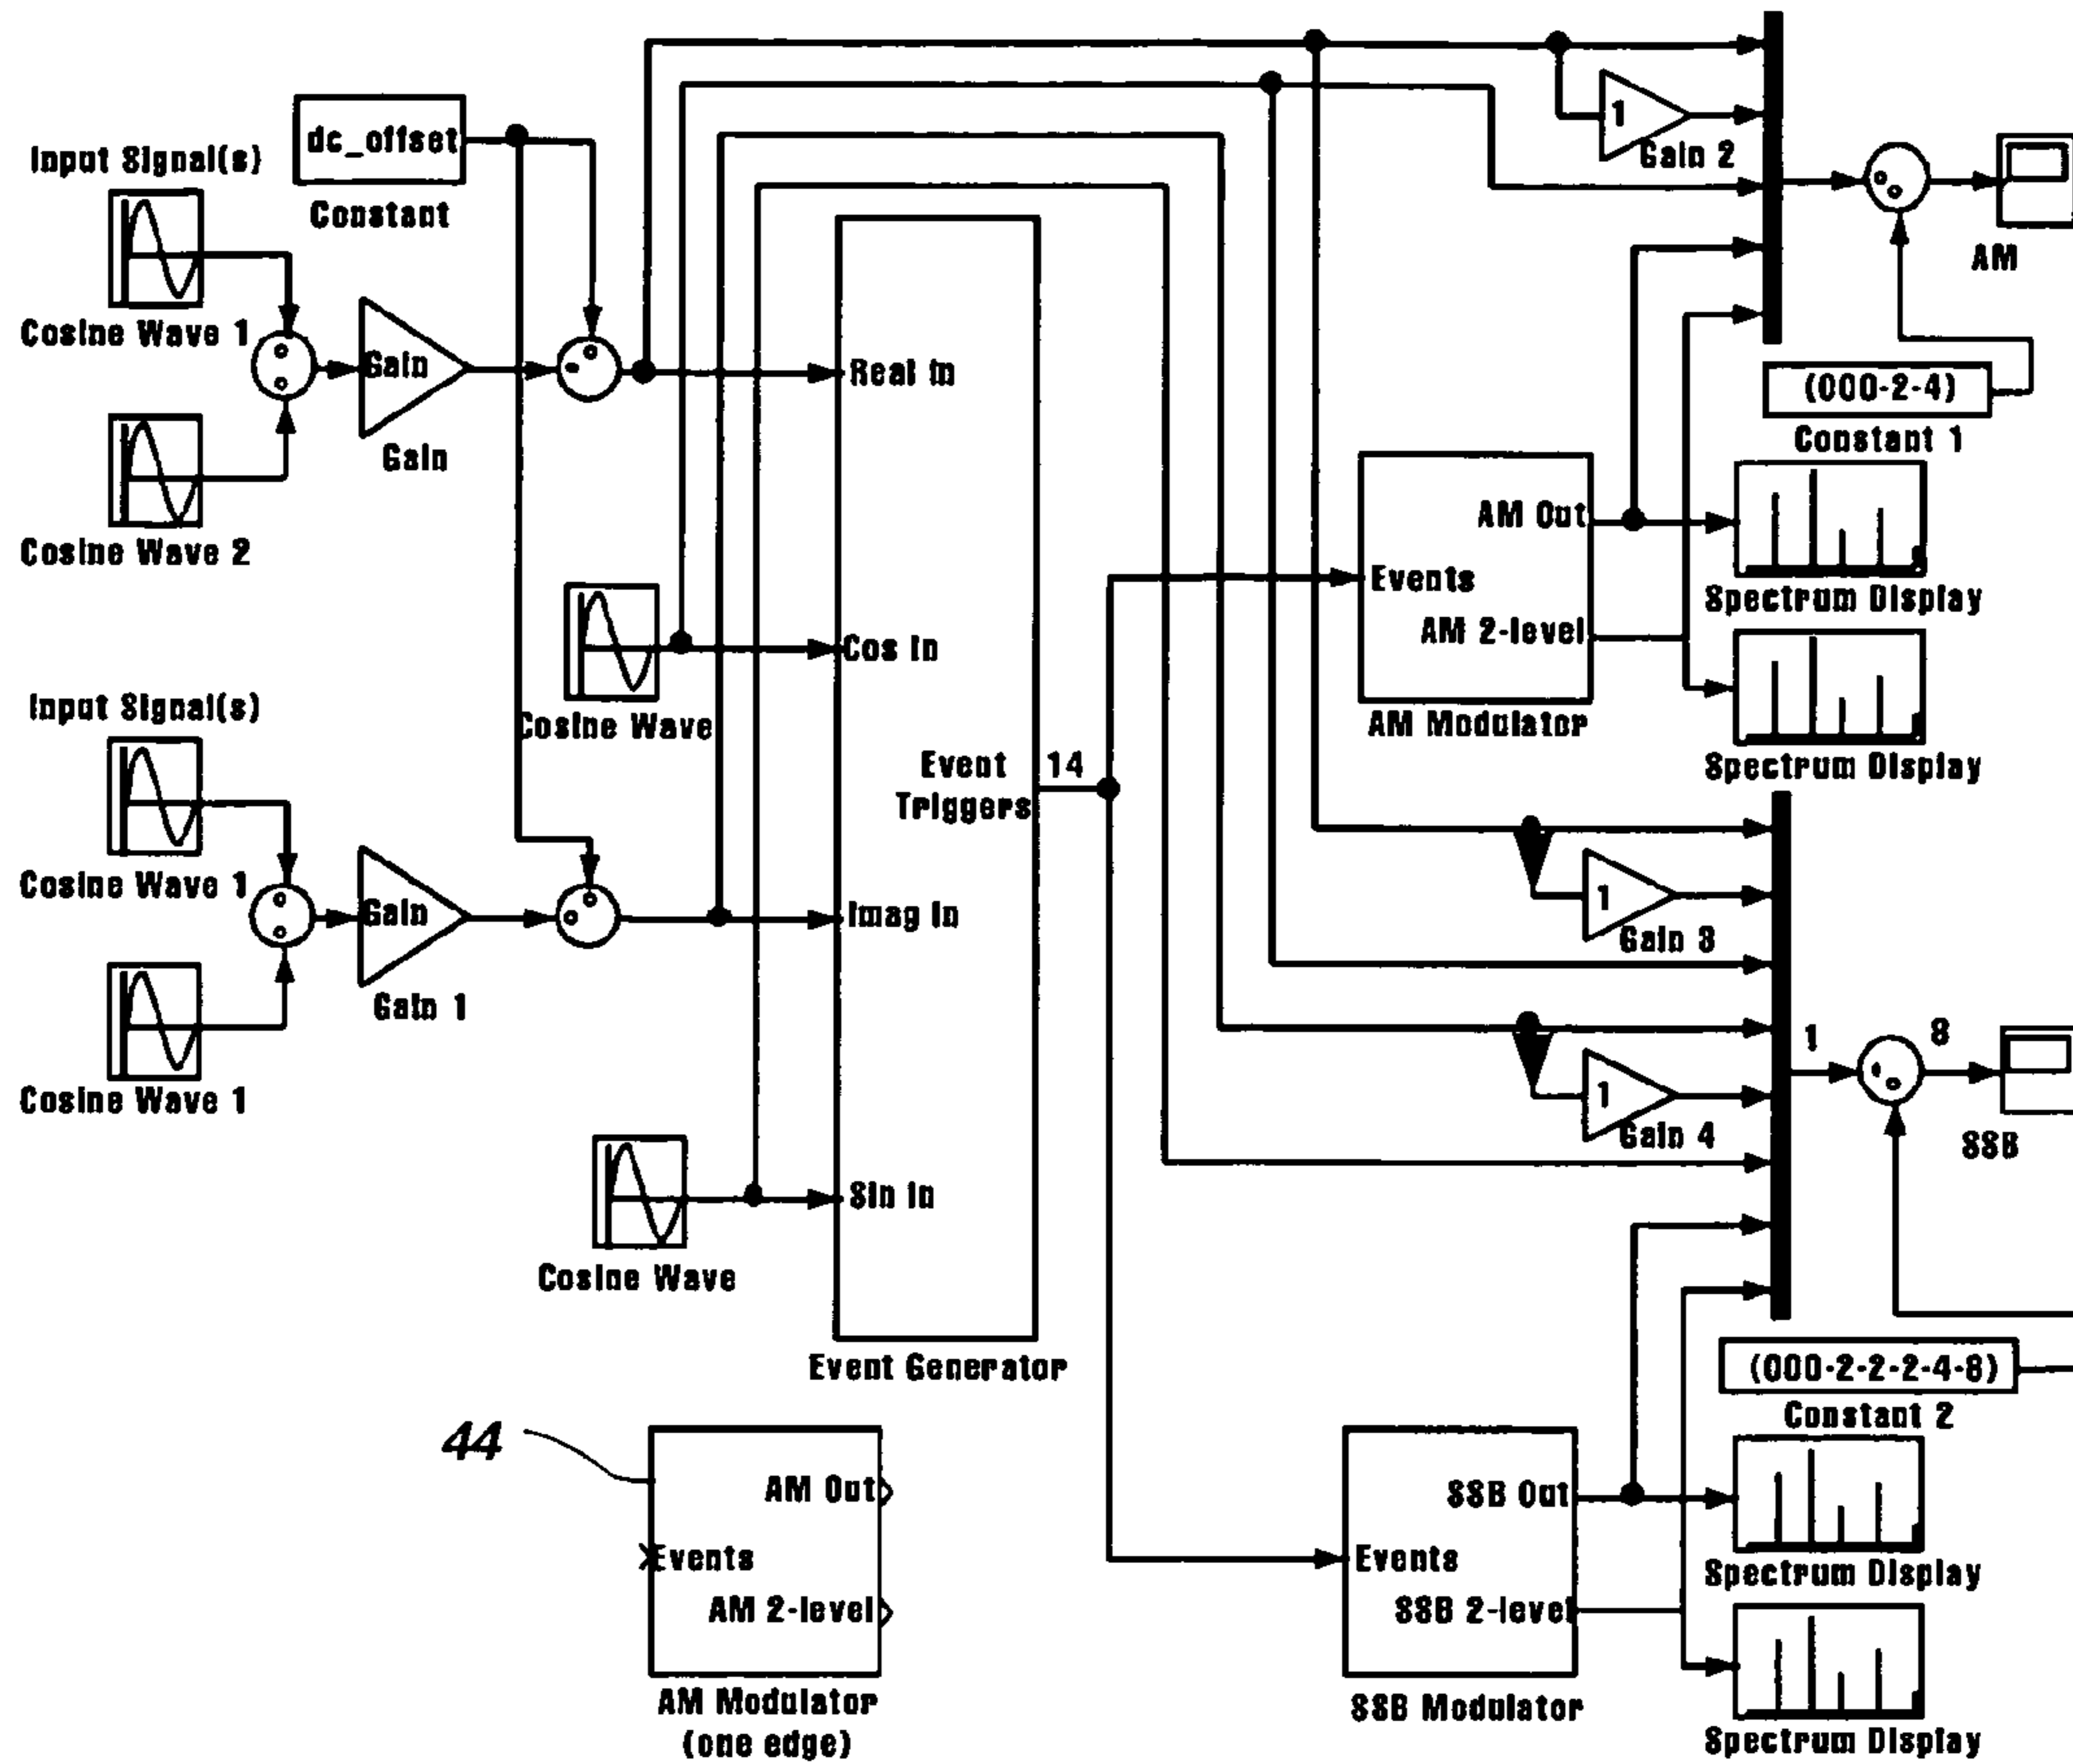 Input Signal(s)
dc_offset
Constant
Cosine Wave 1
Gain
Gain
Cosine Wave 2
Input Signal(s)
Cosine Wave 1
Gain
Gain 1
Cosine Wave 1
Cosine Wave
Cosine Wave
Real In
Cos In
Event
Triggers
14
Imag In
Sin In
Event Generator
44
AM Out
Events
AM 2-level
AM Modulator
(one edge)
1
Gain 2
AM
(000-2-4)
Constant 1
AM Out
Events
AM 2-level
AM Modulator
Spectrum Display
Spectrum Display
1
Gain 3
1
Gain 4
1
8
SSB
(000-2-2-2-4-8)
Constant 2
SSB Out
Events
SSB 2-level
SSB Modulator
Spectrum Display
Spectrum Display